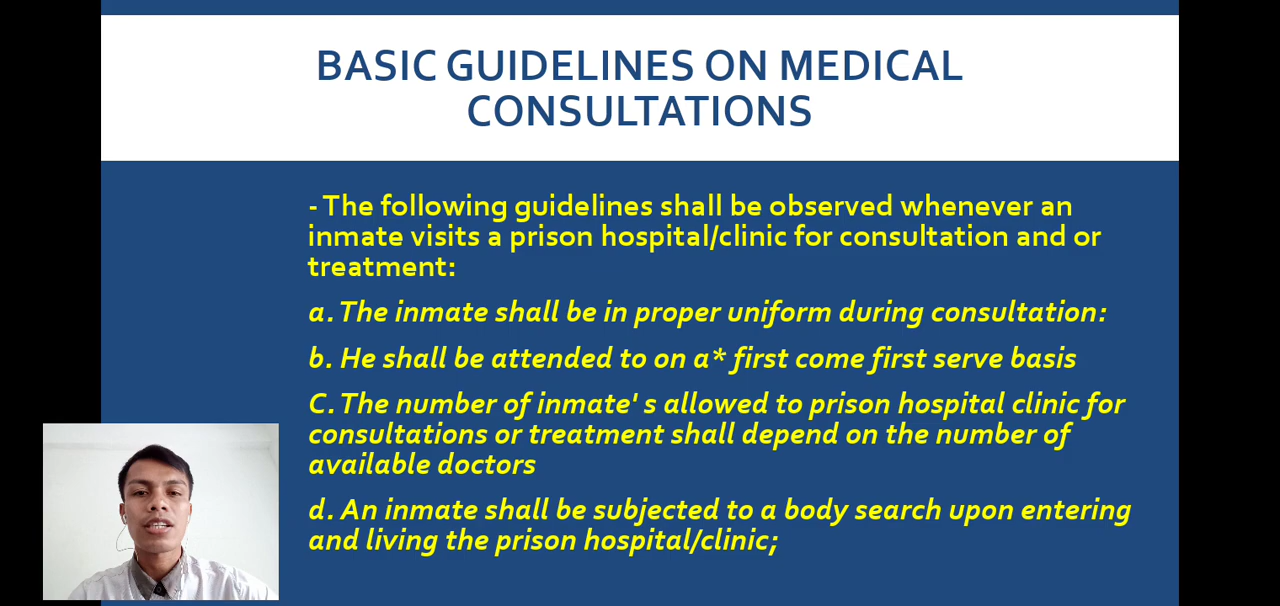 BASIC GUIDELINES ON MEDICAL
CONSULTATIONS
- The following guidelines shall be observed whenever an
inmate visits a prison hospital/clinic for consultation and or
treatment:
a. The inmate shall be in proper uniform during consultation:
b. He shall be attended to on a* first come first serve basis
C. The number of inmate' s allowed to prison hospital clinic for
consultations or treatment shall depend on the number of
available doctors
d. An inmate shall be subjected to a body search upon entering
and living the prison hospital/clinic;